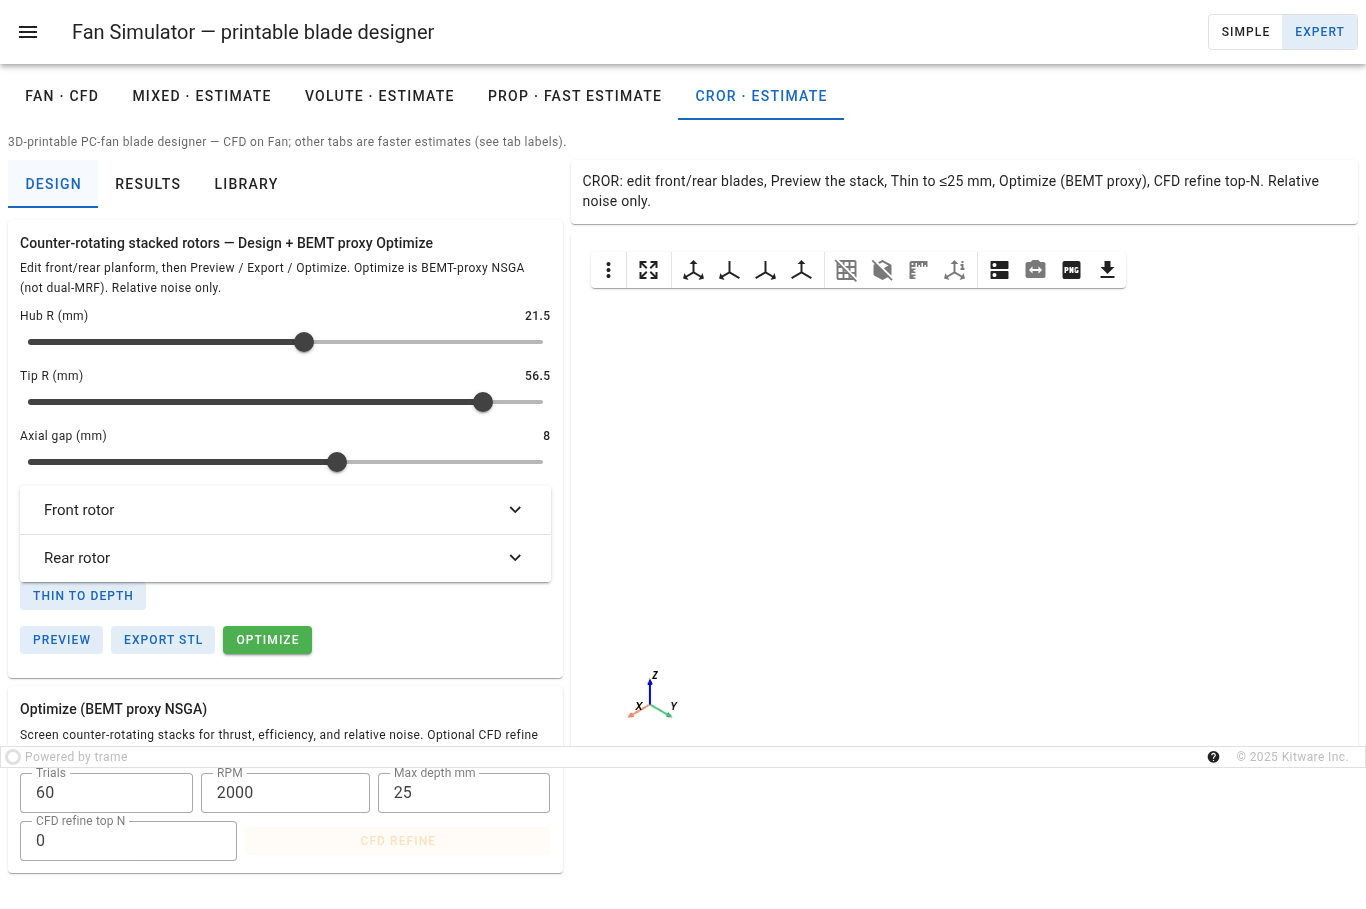 Fan Simulator — printable blade designer
SIMPLE
EXPERT
FAN · CFD
MIXED · ESTIMATE
VOLUTE · ESTIMATE
PROP · FAST ESTIMATE
CROR · ESTIMATE
3D-printable PC-fan blade designer — CFD on Fan; other tabs are faster estimates (see tab labels).
DESIGN
RESULTS
LIBRARY
Counter-rotating stacked rotors — Design + BEMT proxy Optimize
Edit front/rear planform, then Preview / Export / Optimize. Optimize is BEMT-proxy NSGA
(not dual-MRF). Relative noise only.
Hub R (mm)
21.5
Tip R (mm)
56.5
Axial gap (mm)
8
Front rotor
Rear rotor
THIN TO DEPTH
PREVIEW
EXPORT STL
OPTIMIZE
Optimize (BEMT proxy NSGA)
Screen counter-rotating stacks for thrust, efficiency, and relative noise. Optional CFD refine
Trials
60
RPM
2000
Max depth mm
25
CFD refine top N
0
CFD REFINE
CROR: edit front/rear blades, Preview the stack, Thin to ≤25 mm, Optimize (BEMT proxy), CFD refine top-N. Relative
noise only.
PNG
Z
X
Y
Powered by trame
© 2025 Kitware Inc.